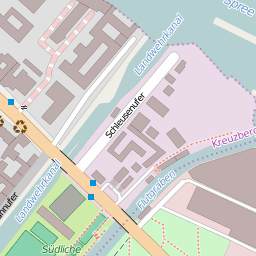 Spree
Landwehrkanal
Schleusenufer
Kreuzberg
Landwehrkanal
Flutgraben
Südliche